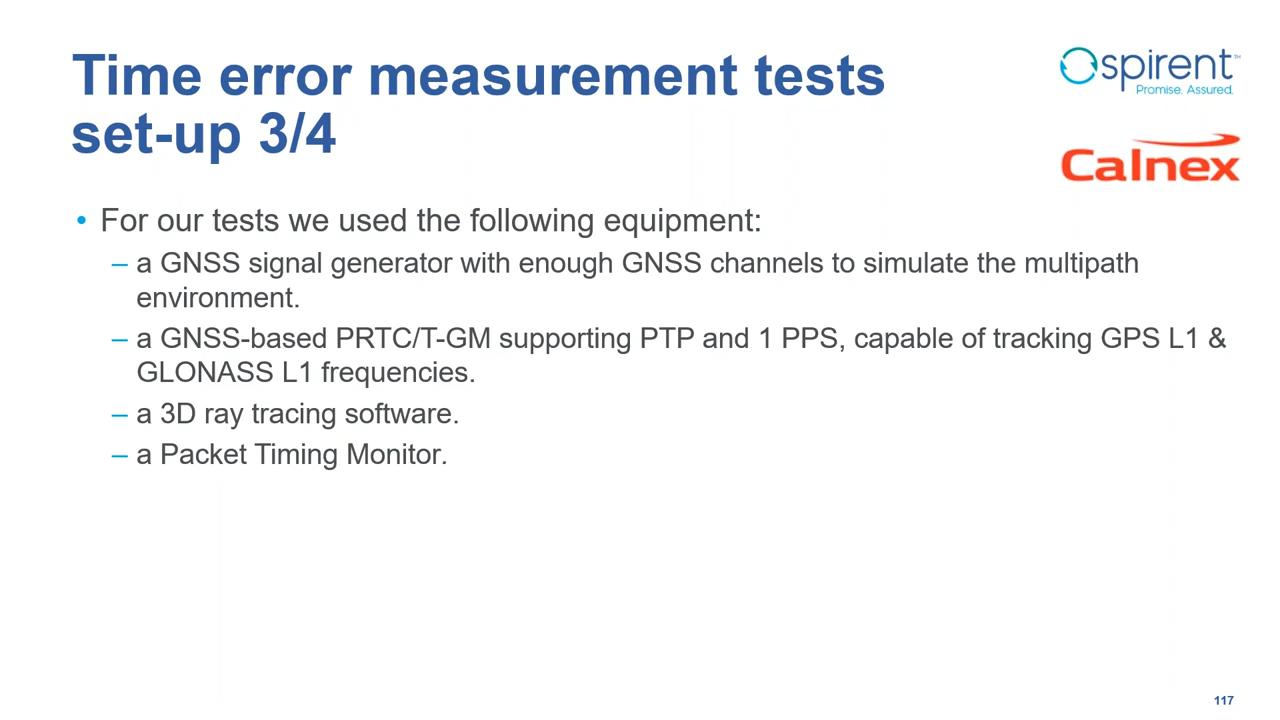 Time error measurement tests
set-up 3/4
spirent™
Promise. Assured.
Calnex
• For our tests we used the following equipment:
– a GNSS signal generator with enough GNSS channels to simulate the multipath
environment.
– a GNSS-based PRTC/T-GM supporting PTP and 1 PPS, capable of tracking GPS L1 &
GLONASS L1 frequencies.
– a 3D ray tracing software.
– a Packet Timing Monitor.
117